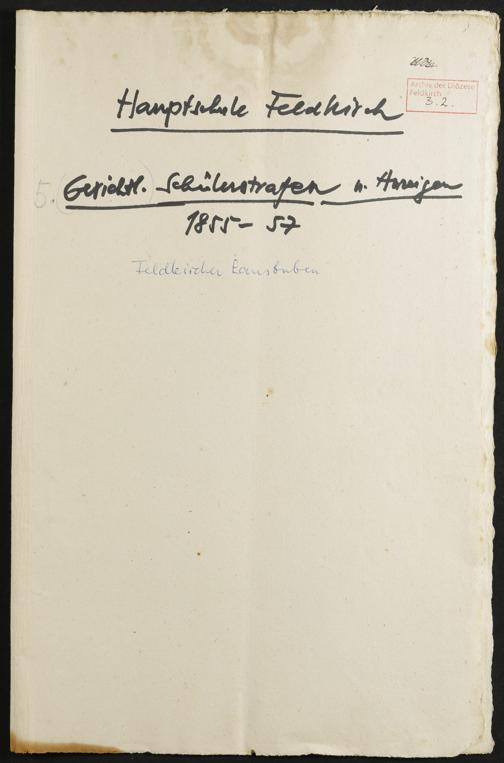 Archiv der Diözese
Feldkirch
3.2.
Hauptschule Feldkirch
5. Gerichtl. Schülerstrafen u. Anzeigen
1855-57
Feldkircher Lausbuben